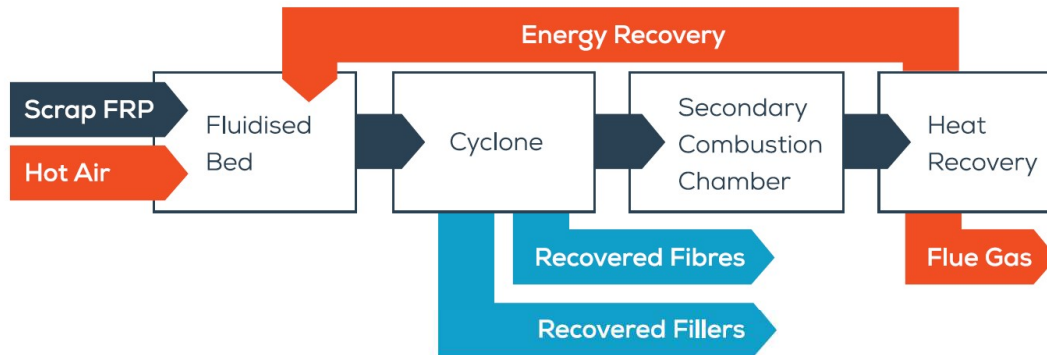 Energy Recovery
Scrap FRP
Hot Air
Fluidised
Bed
Cyclone
Secondary
Combustion
Chamber
Heat
Recovery
Recovered Fibres
Flue Gas
Recovered Fillers